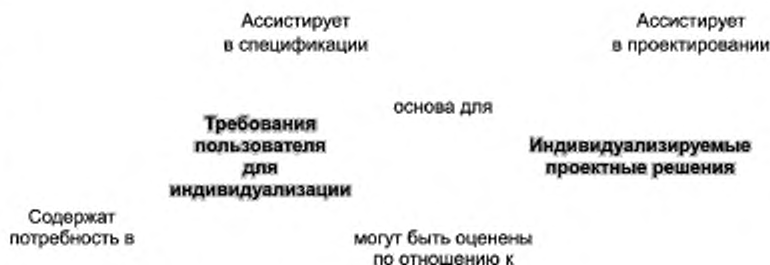 Ассистирует
в спецификации
Ассистирует
в проектировании
основа для
Требования
пользователя
для
индивидуализации
Индивидуализируемые
проектные решения
Содержат
потребность в
могут быть оценены
по отношению к